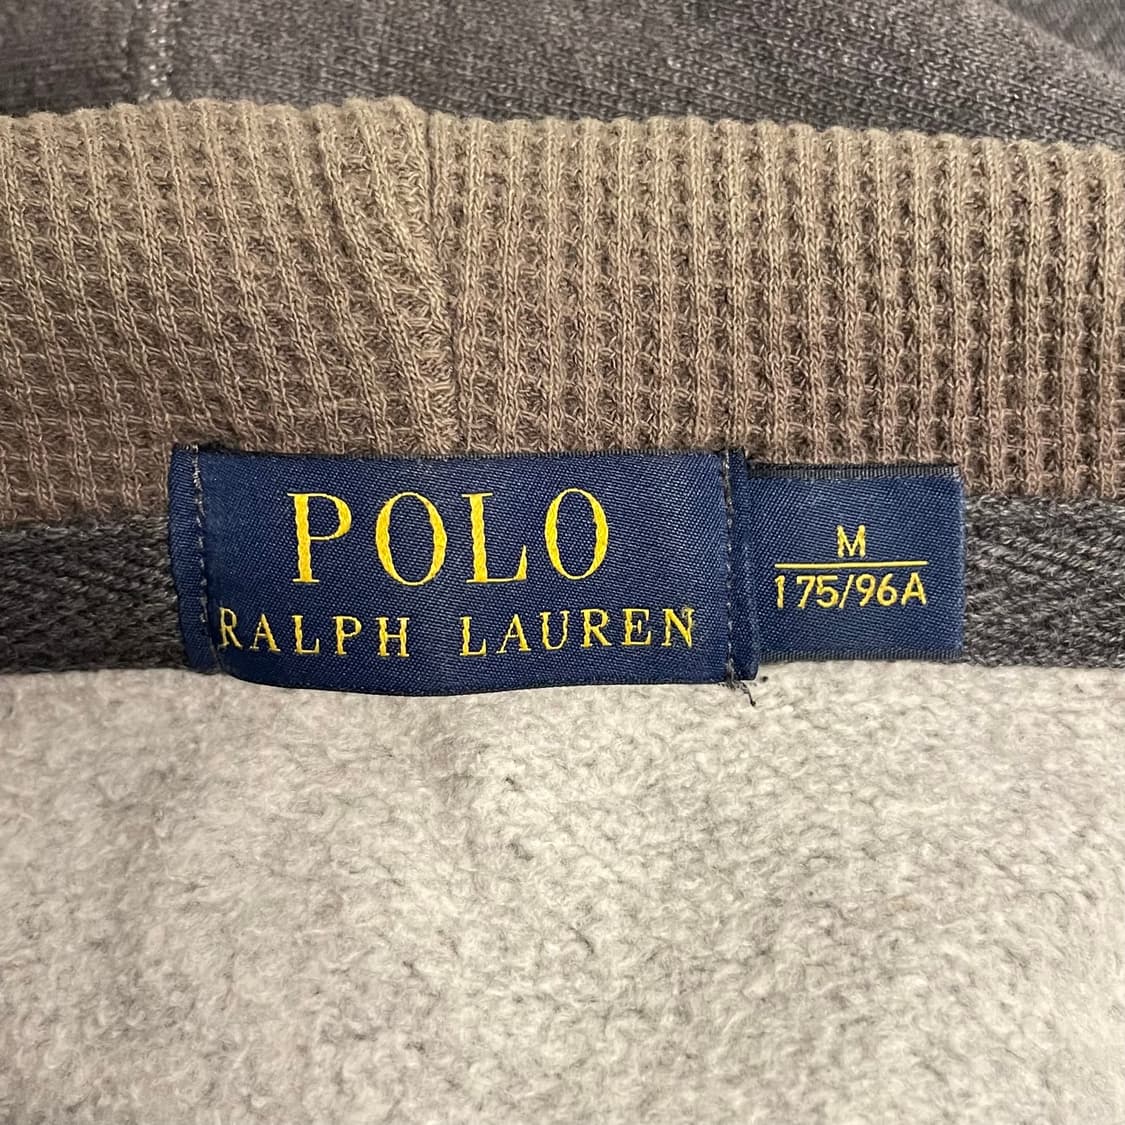 POLO
RALPH LAUREN
M
175/96A